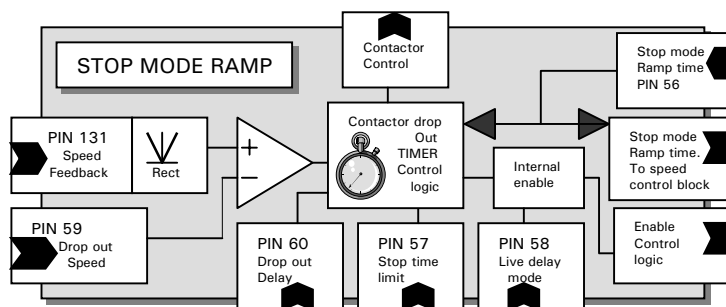 Contactor
Control
STOP MODE RAMP
Stop mode
Ramp time
PIN 56
PIN 131
Speed
Feedback
Rect
+
−
Contactor drop
Out
TIMER
Control
logic
Stop mode
Ramp time.
To speed
control block
Internal
enable
PIN 59
Drop out
Speed
PIN 60
Drop out
Delay
PIN 57
Stop time
limit
PIN 58
Live delay
mode
Enable
Control
logic